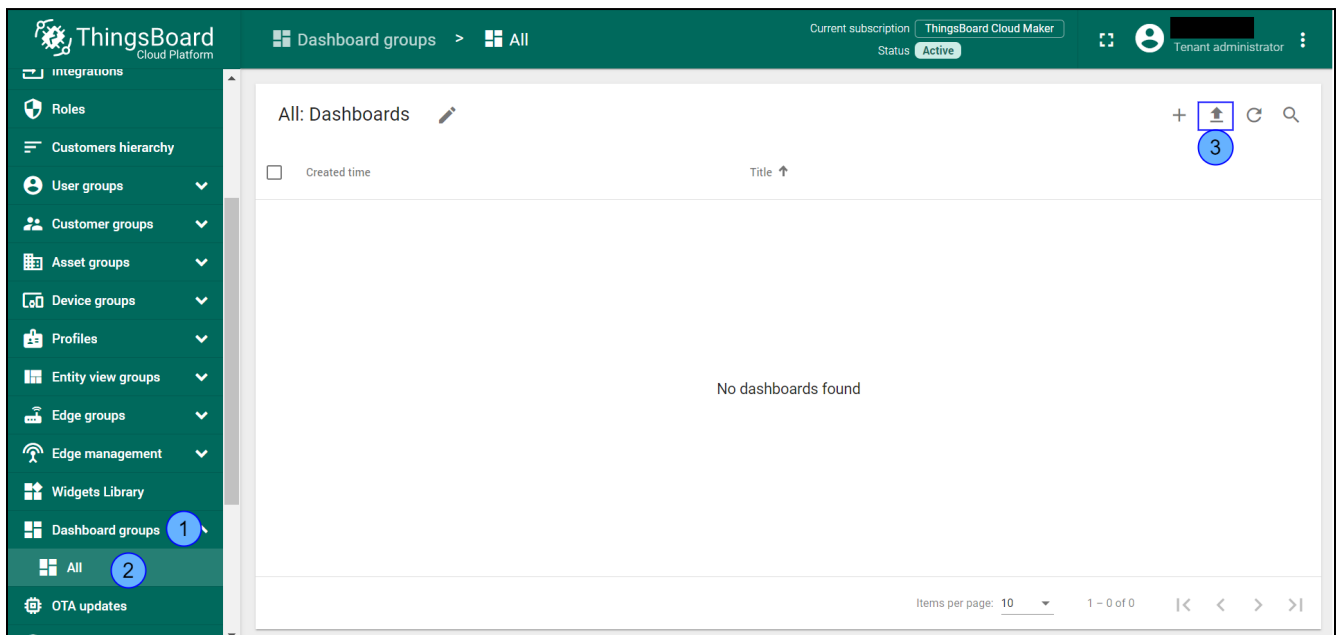 ThingsBoard
Cloud Platform
Dashboard groups > All
Current subscription ThingsBoard Cloud Maker
Status Active
Tenant administrator
Integrations
Roles
Customers hierarchy
User groups
Customer groups
Asset groups
Device groups
Profiles
Entity view groups
Edge groups
Edge management
Widgets Library
Dashboard groups 1
All 2
OTA updates
All: Dashboards
3
Created time Title
No dashboards found
Items per page: 10 1 – 0 of 0